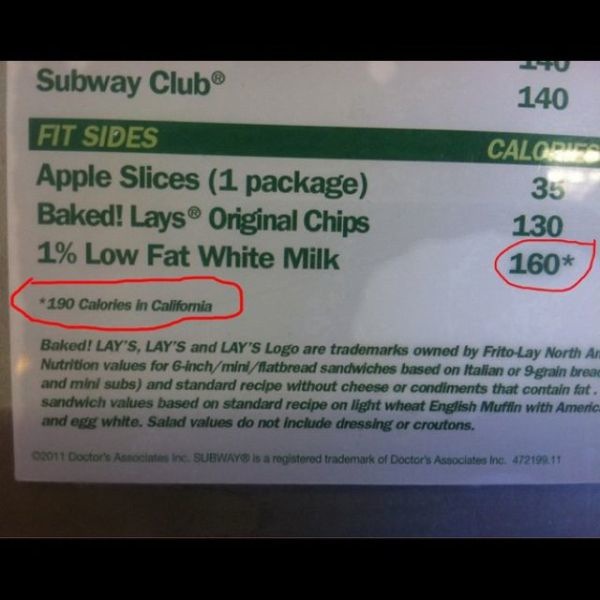 140
Subway Club® 140
FIT SIDES CALORIES
Apple Slices (1 package) 35
Baked! Lays® Original Chips 130
1% Low Fat White Milk 160*
*190 Calories in California
Baked! LAY'S, LAY'S and LAY'S Logo are trademarks owned by Frito-Lay North
Nutrition values for 6-inch/mini/flatbread sandwiches based on Italian or 9-grain
and mini subs) and standard recipe without cheese or condiments that contain fat.
sandwich values based on standard recipe on light wheat English Muffin with
and egg white. Salad values do not include dressing or croutons.
©2011 Doctor's Associates Inc. SUBWAY® is a registered trademark of Doctor's Associates Inc. 472199.11